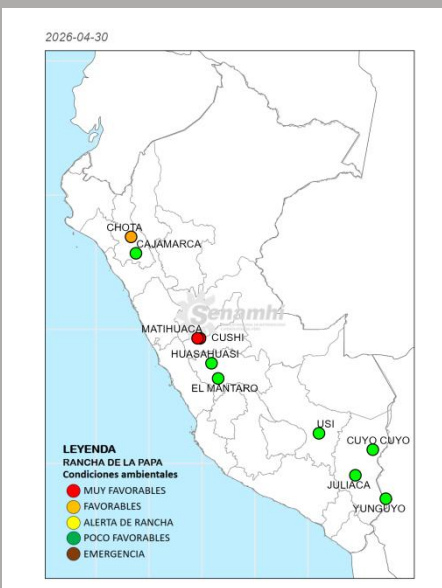 2026-04-30
CHOTA
CAJAMARCA
Senamhi
MATIHUACA
CUSHI
HUASAHUASI
EL MANTARO
USI
CUYO CUYO
JULIACA
YUNGUYO
LEYENDA
RANCHA DE LA PAPA
Condiciones ambientales
MUY FAVORABLES
FAVORABLES
ALERTA DE RANCHA
POCO FAVORABLES
EMERGENCIA